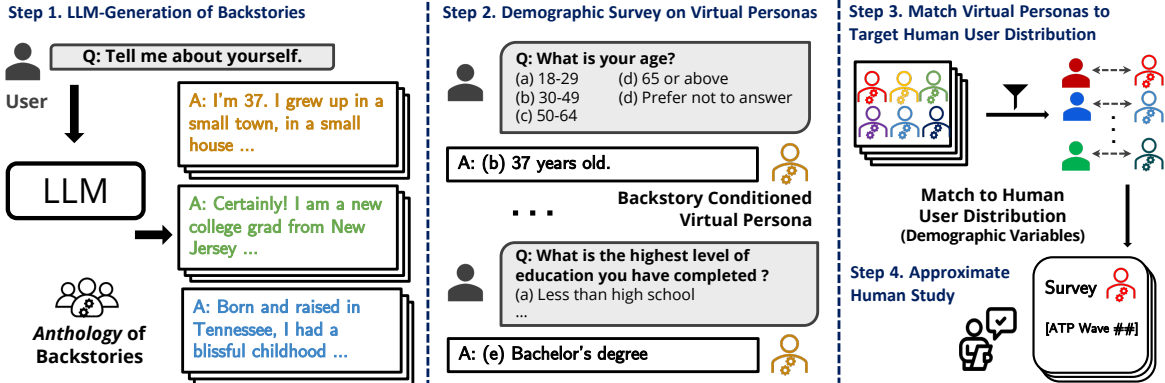 Step 1. LLM-Generation of Backstories
Q: Tell me about yourself.
User
LLM
A: I'm 37. I grew up in a
small town, in a small
house ...
A: Certainly! I am a new
college grad from New
Jersey ...
A: Born and raised in
Tennessee, I had a
blissful childhood ...
Anthology of
Backstories
Step 2. Demographic Survey on Virtual Personas
Q: What is your age?
(a) 18-29 (d) 65 or above
(b) 30-49 (d) Prefer not to answer
(c) 50-64
A: (b) 37 years old.
...
Backstory Conditioned
Virtual Persona
Q: What is the highest level of
education you have completed ?
(a) Less than high school
...
A: (e) Bachelor's degree
Step 3. Match Virtual Personas to
Target Human User Distribution
Match to Human
User Distribution
(Demographic Variables)
Step 4. Approximate
Human Study
Survey
[ATP Wave ##]